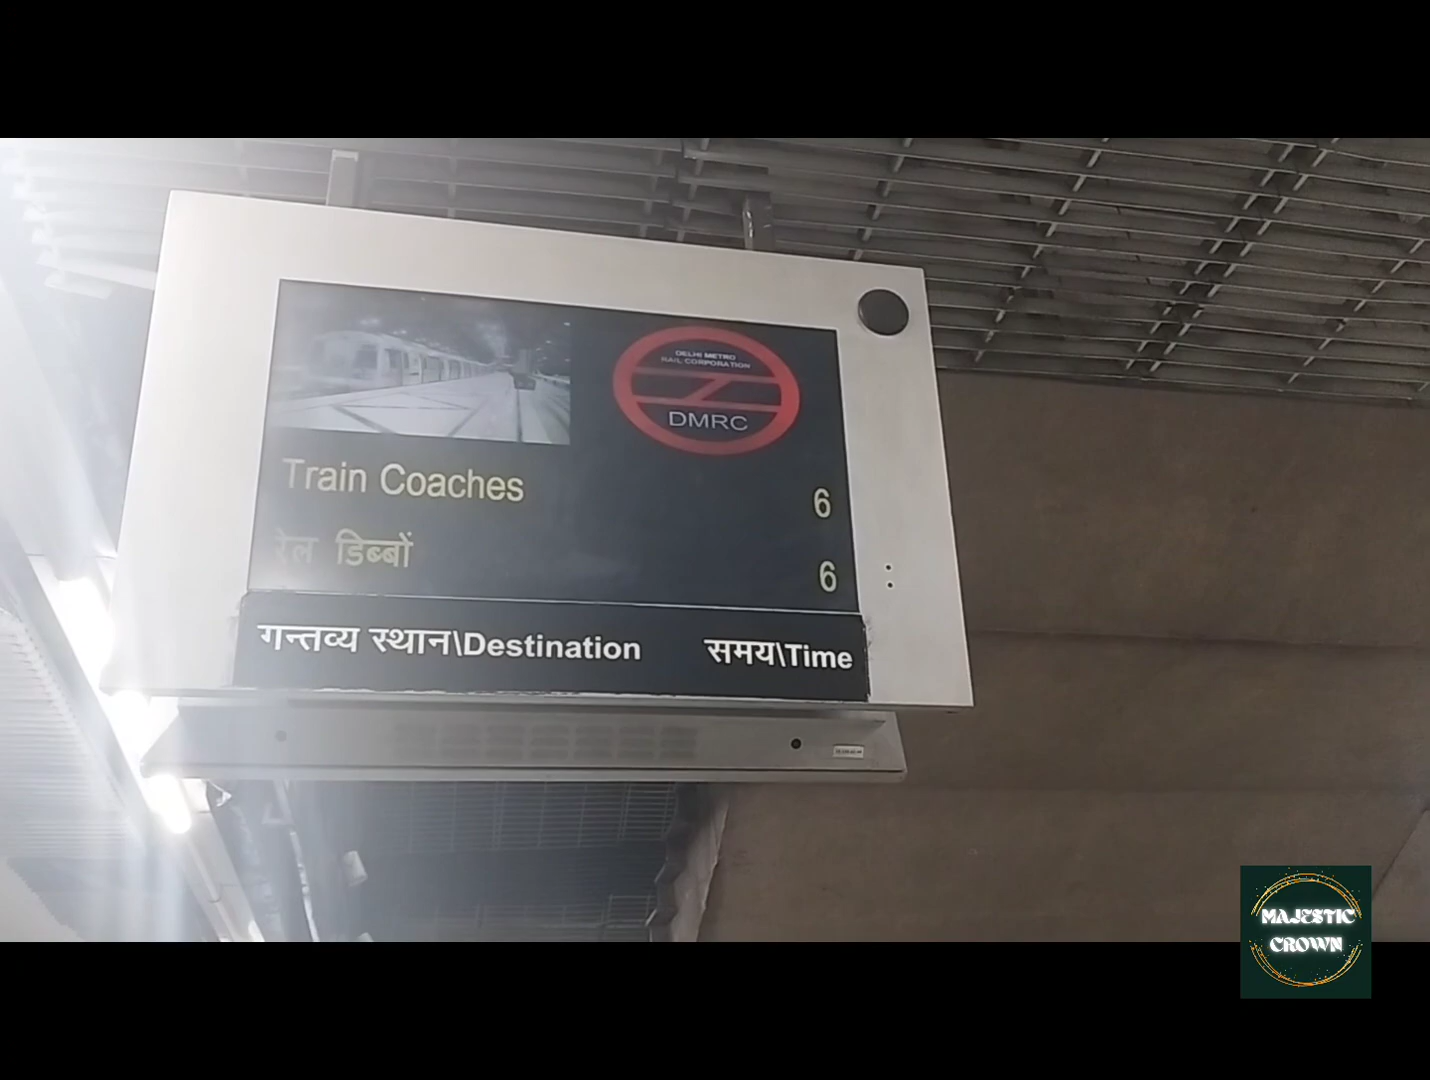 DELHI METRO
RAIL CORPORATION
DMRC
Train Coaches 6
रेल डिब्बों 6
गन्तव्य स्थान\Destination समय\Time
MAJESTIC
CROWN